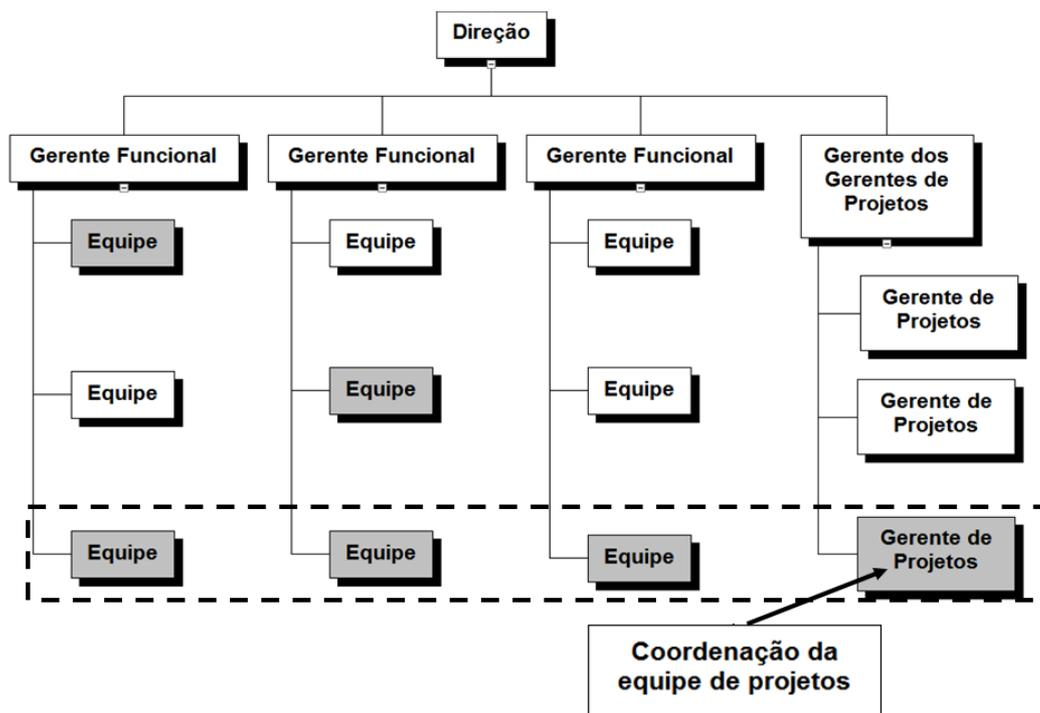 Direção
Gerente Funcional
Gerente Funcional
Gerente Funcional
Gerente dos
Gerentes de
Projetos
Equipe
Equipe
Equipe
Gerente de
Projetos
Equipe
Equipe
Equipe
Gerente de
Projetos
Equipe
Equipe
Equipe
Gerente de
Projetos
Coordenação da
equipe de projetos